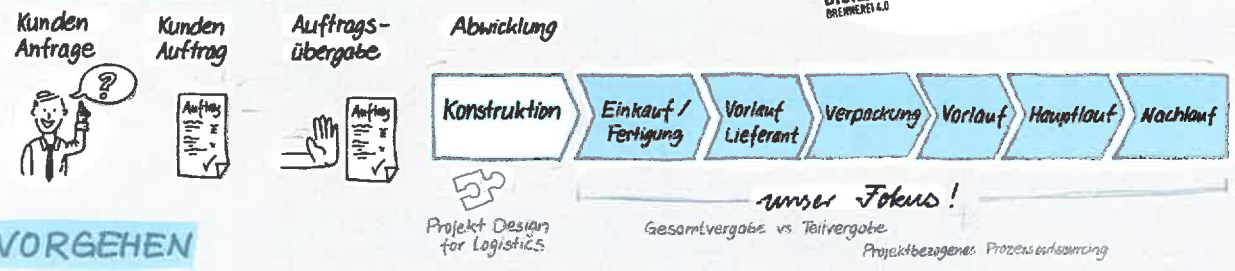 BRENNEREI 4.0
Kunden
Anfrage
?
Kunden
Auftrag
Auftrag
Auftrags-
übergabe
Auftrag
Abwicklung
Konstruktion
Einkauf /
Fertigung
Vorlauf
Lieferant
Verpackung
Vorlauf
Hauptlauf
Nachlauf
unser Fokus!
Projekt Design
for Logistics
Gesamtvergabe vs Teilvergabe
Projektbezogenes Prozessoutsourcing
VORGEHEN